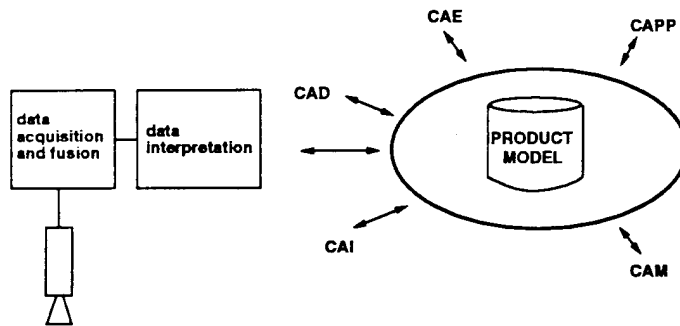 CAE
CAPP
CAD
data
acquisition
and fusion
data
interpretation
PRODUCT
MODEL
CAI
CAM